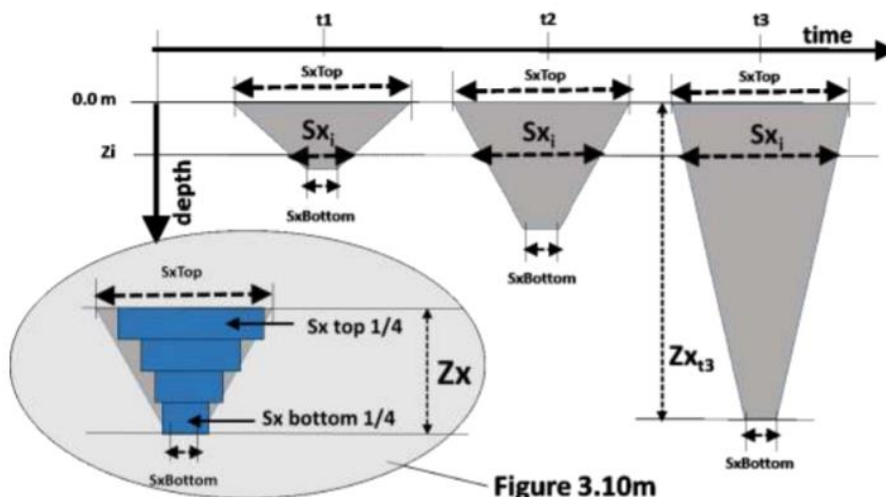 t1 t2 t3
time
SxTop SxTop SxTop
0.0 m
Sxi Sxi Sxi
Zi
depth
SxBottom
SxBottom
SxTop
Sx top 1/4
Zx
Zxt3
Sx bottom 1/4
SxBottom
SxBottom
Figure 3.10m